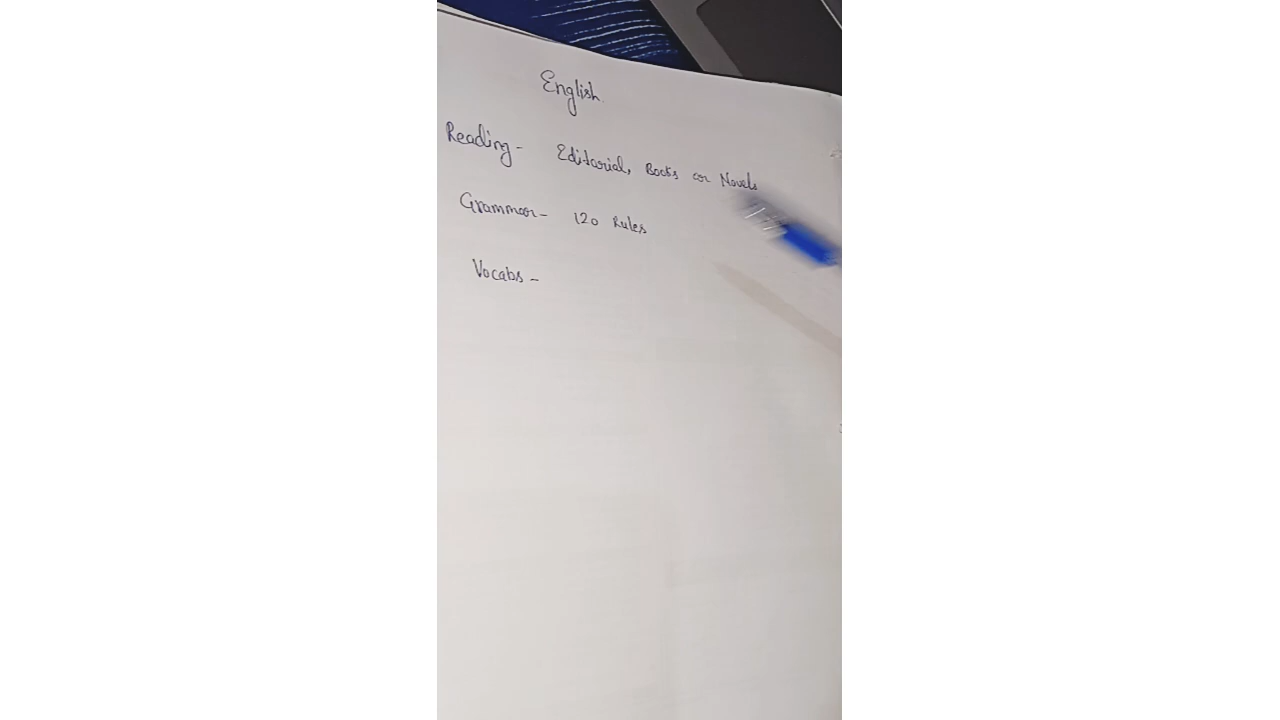 English.
Reading - Editorial, Books or Novels
Grammar - 120 Rules
Vocabs -